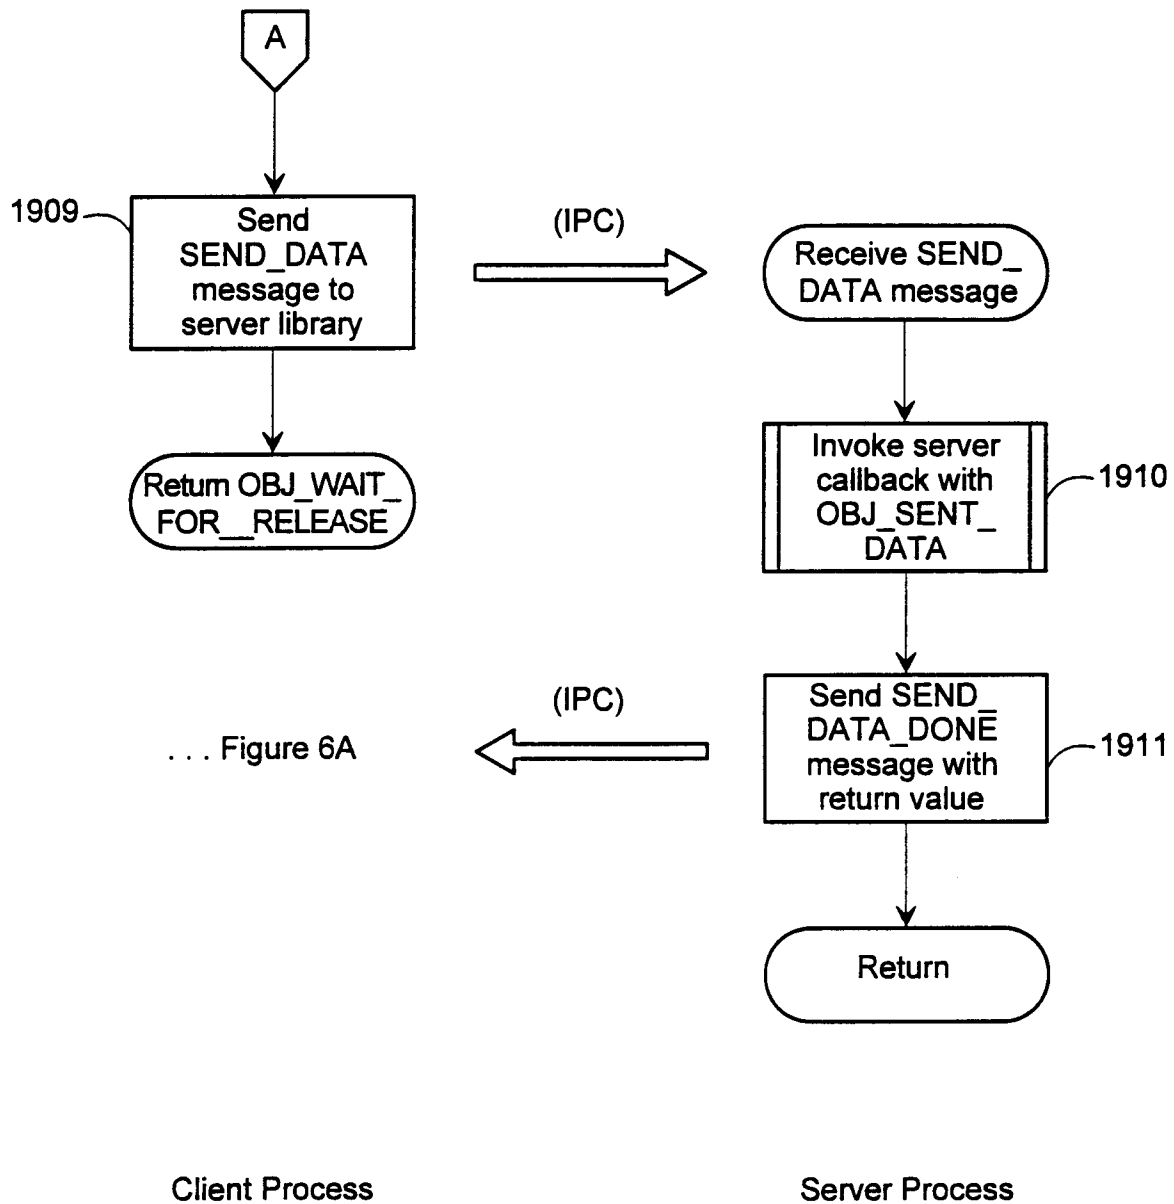 A
1909
Send
SEND_DATA
message to
server library
(IPC)
Receive SEND_
DATA message
Return OBJ_WAIT_
FOR__RELEASE
Invoke server
callback with
OBJ_SENT_
DATA
1910
. . . Figure 6A
(IPC)
Send SEND_
DATA_DONE
message with
return value
1911
Return
Client Process
Server Process